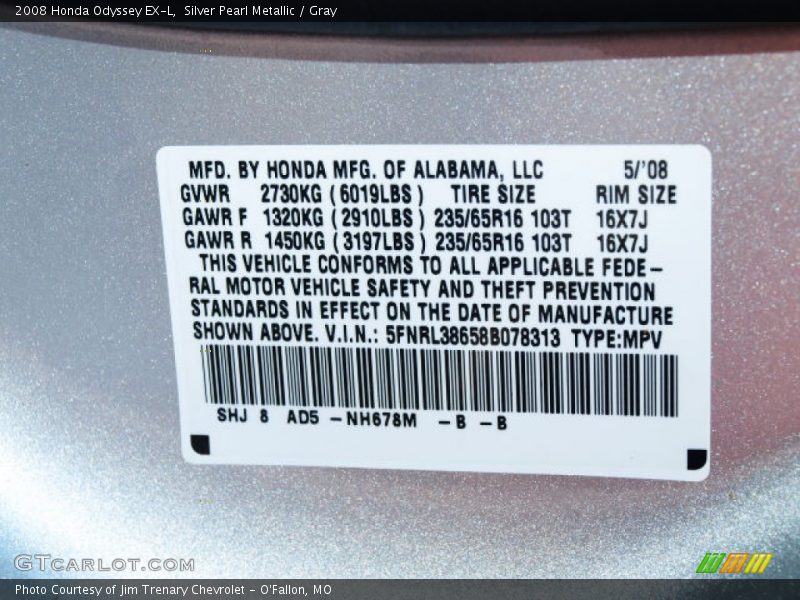 2008 Honda Odyssey EX-L, Silver Pearl Metallic / Gray
MFD. BY HONDA MFG. OF ALABAMA, LLC 5/'08
GVWR 2730KG (6019LBS) TIRE SIZE RIM SIZE
GAWR F 1320KG (2910LBS) 235/65R16 103T 16X7J
GAWR R 1450KG (3197LBS) 235/65R16 103T 16X7J
THIS VEHICLE CONFORMS TO ALL APPLICABLE FEDE-
RAL MOTOR VEHICLE SAFETY AND THEFT PREVENTION
STANDARDS IN EFFECT ON THE DATE OF MANUFACTURE
SHOWN ABOVE. V.I.N.: 5FNRL38658B078313 TYPE:MPV
SHJ 8 AD5 -NH678M -B -B
GTCARLOT.COM
Photo Courtesy of Jim Trenary Chevrolet - O'Fallon, MO